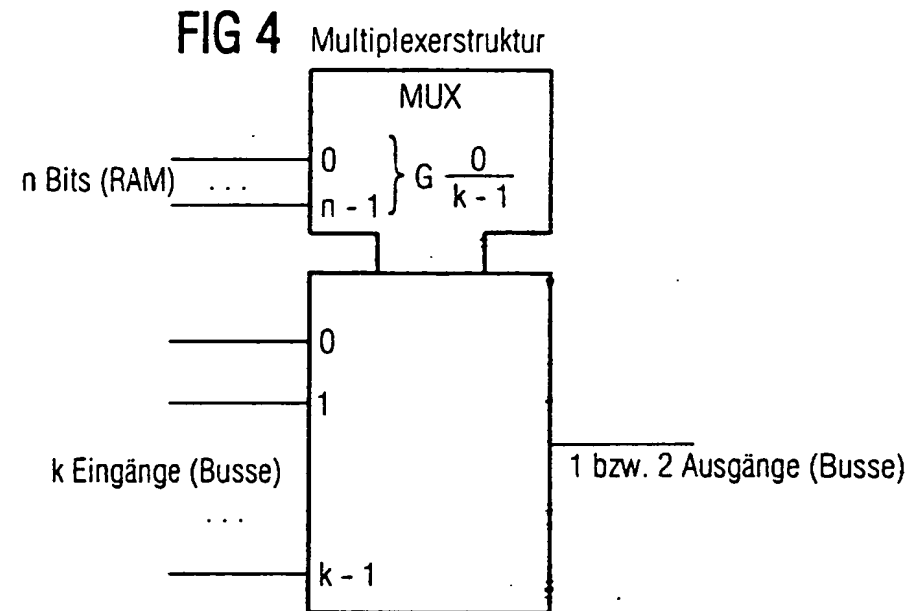 FIG 4 Multiplexerstruktur
MUX
n Bits (RAM)
...
0
n - 1
} G 0
k - 1
0
1
k Eingänge (Busse)
...
k - 1
1 bzw. 2 Ausgänge (Busse)